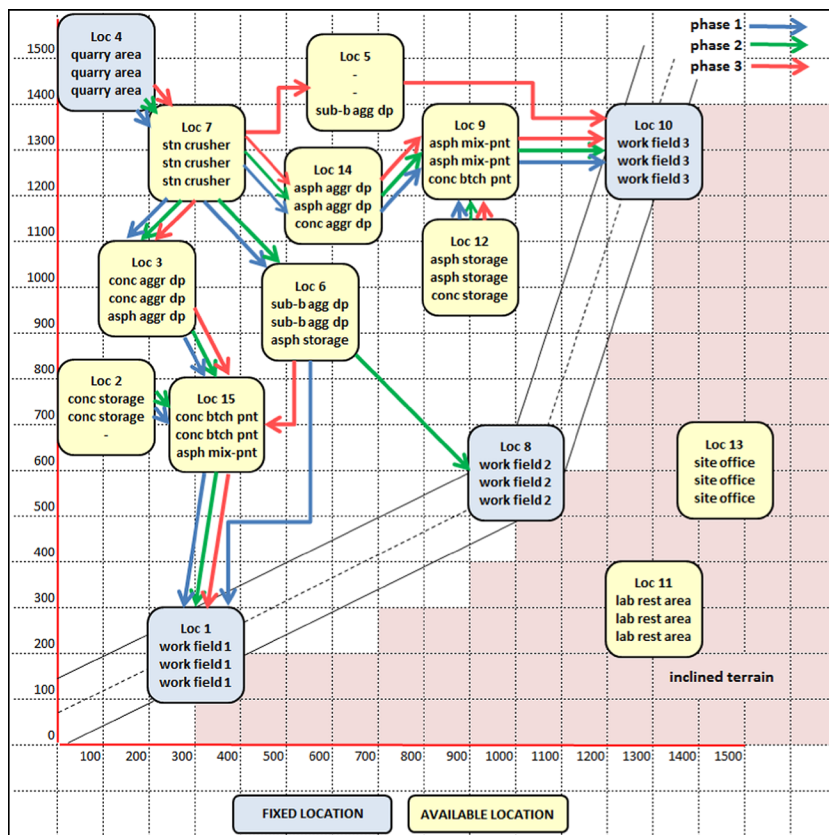 Loc 4
quarry area
quarry area
quarry area
Loc 5
-
-
sub-b agg dp
phase 1
phase 2
phase 3
Loc 7
stn crusher
stn crusher
stn crusher
Loc 9
asph mix-pnt
asph mix-pnt
conc btch pnt
Loc 10
work field 3
work field 3
work field 3
Loc 14
asph aggr dp
asph aggr dp
conc aggr dp
Loc 12
asph storage
asph storage
conc storage
Loc 3
conc aggr dp
conc aggr dp
asph aggr dp
Loc 6
sub-b agg dp
sub-b agg dp
asph storage
Loc 2
conc storage
conc storage
-
Loc 15
conc btch pnt
conc btch pnt
asph mix-pnt
Loc 8
work field 2
work field 2
work field 2
Loc 13
site office
site office
site office
Loc 11
lab rest area
lab rest area
lab rest area
Loc 1
work field 1
work field 1
work field 1
inclined terrain
1500
1400
1300
1200
1100
1000
900
800
700
600
500
400
300
200
100
0
100 200 300 400 500 600 700 800 900 1000 1100 1200 1300 1400 1500
FIXED LOCATION
AVAILABLE LOCATION